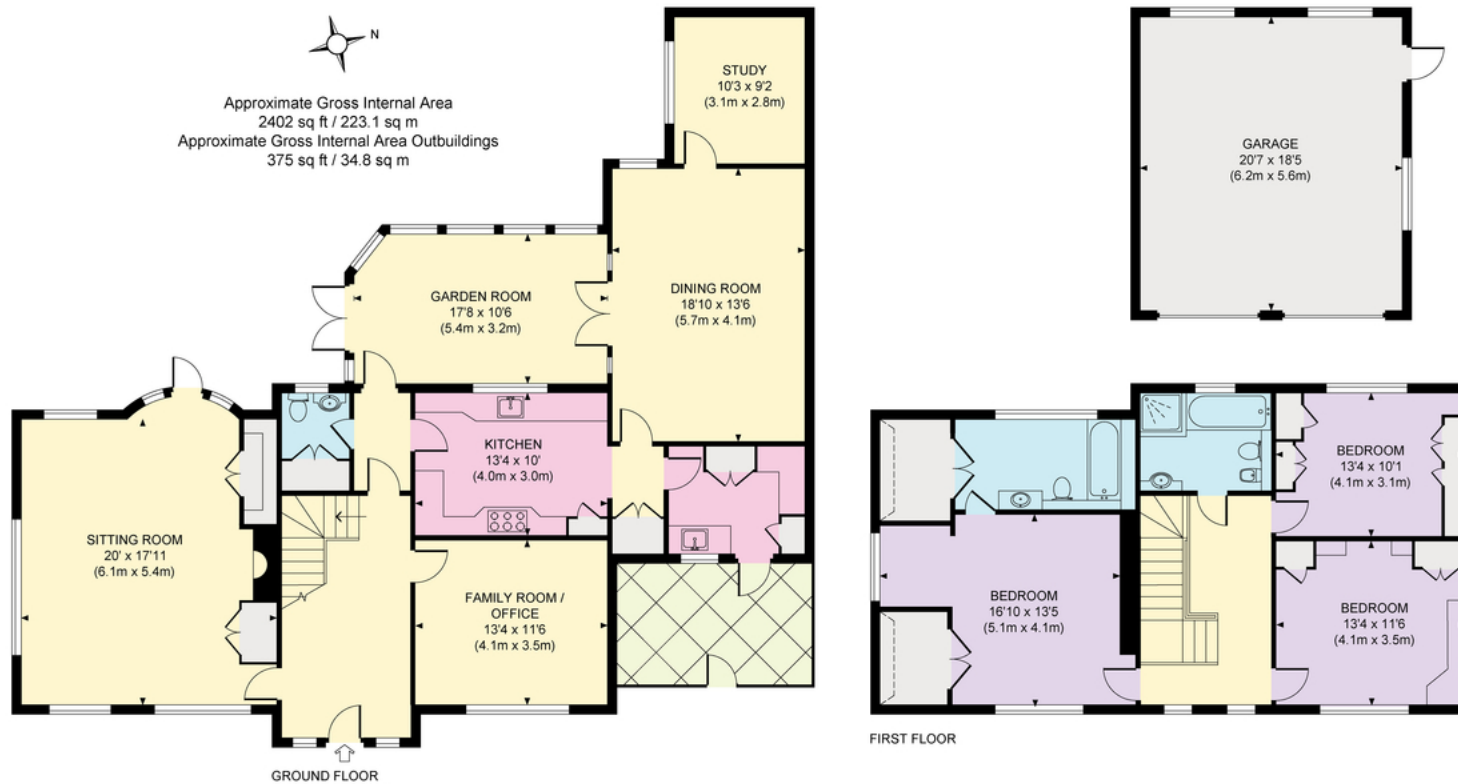 N
Approximate Gross Internal Area
2402 sq ft / 223.1 sq m
Approximate Gross Internal Area Outbuildings
375 sq ft / 34.8 sq m
STUDY
10'3 x 9'2
(3.1m x 2.8m)
GARAGE
20'7 x 18'5
(6.2m x 5.6m)
GARDEN ROOM
17'8 x 10'6
(5.4m x 3.2m)
DINING ROOM
18'10 x 13'6
(5.7m x 4.1m)
KITCHEN
13'4 x 10'
(4.0m x 3.0m)
SITTING ROOM
20' x 17'11
(6.1m x 5.4m)
FAMILY ROOM /
OFFICE
13'4 x 11'6
(4.1m x 3.5m)
GROUND FLOOR
BEDROOM
13'4 x 10'1
(4.1m x 3.1m)
BEDROOM
16'10 x 13'5
(5.1m x 4.1m)
BEDROOM
13'4 x 11'6
(4.1m x 3.5m)
FIRST FLOOR